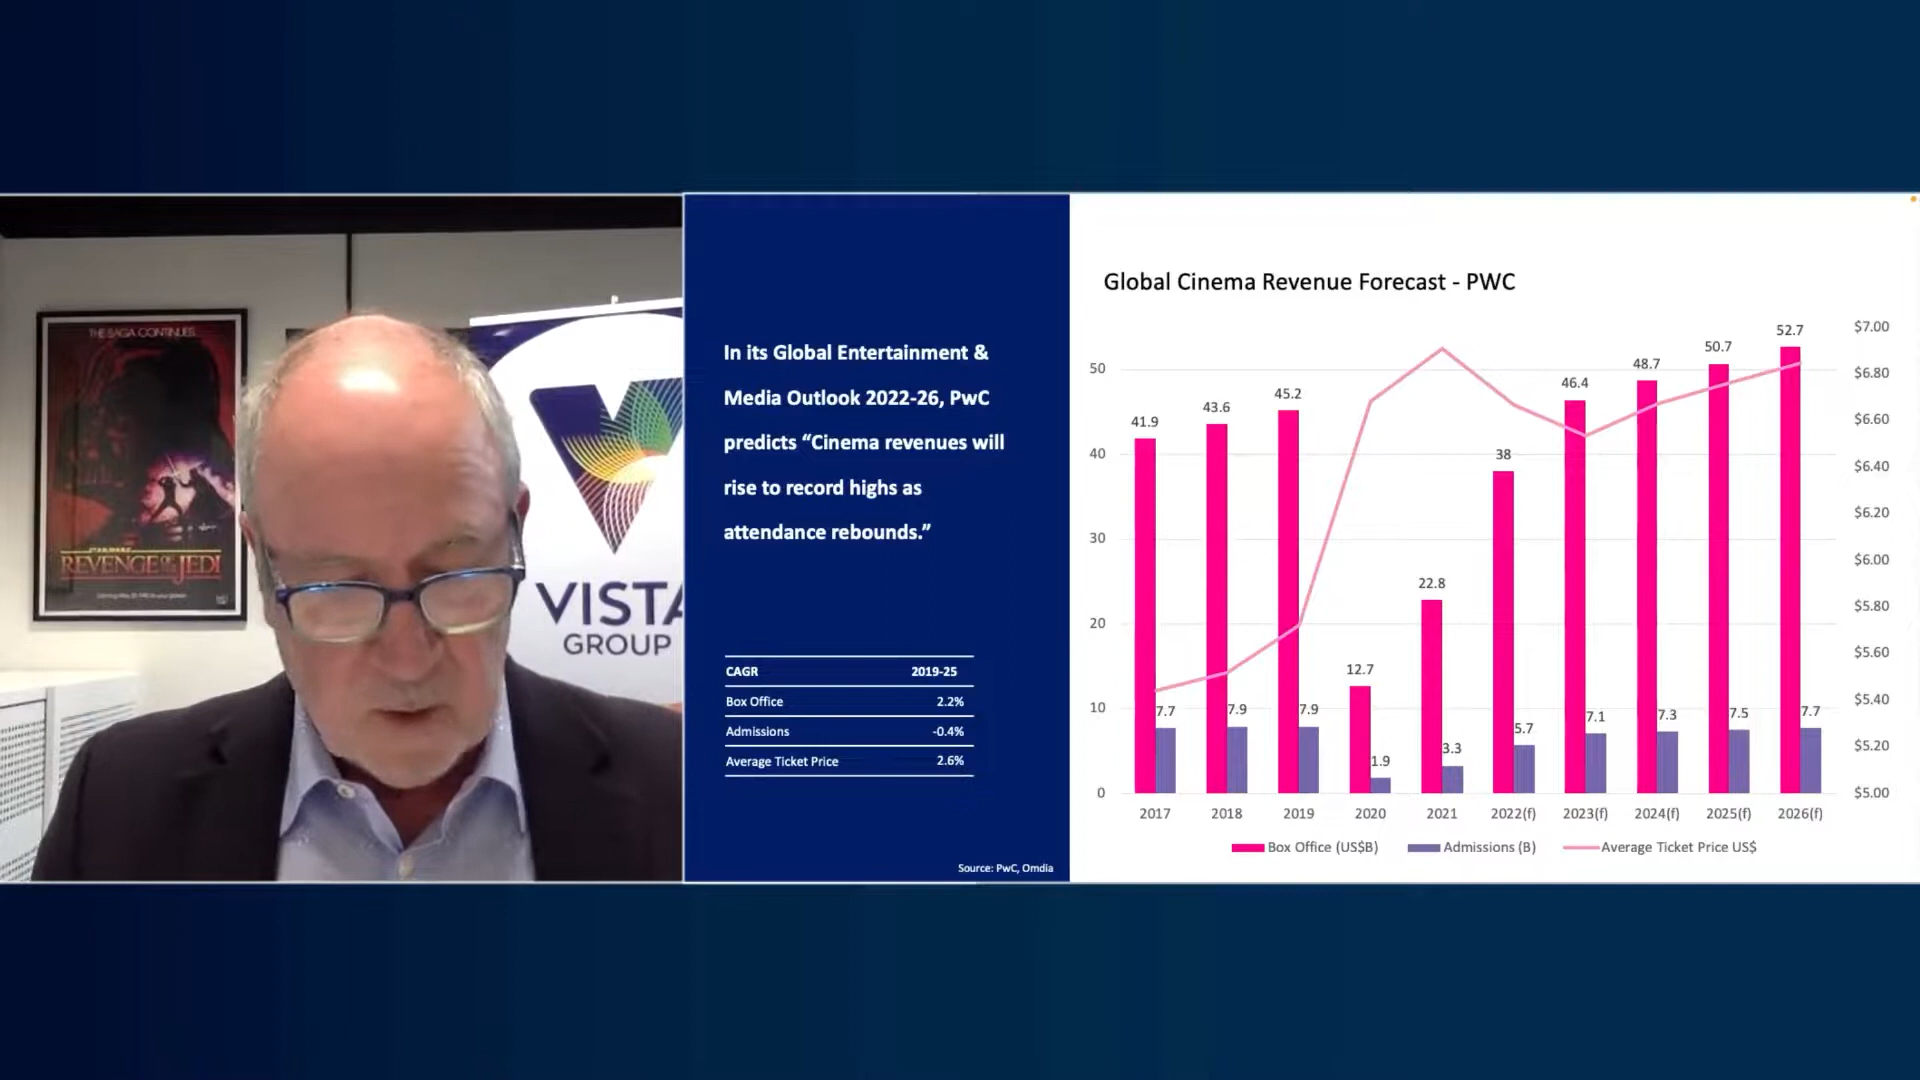 THE SAGA CONTINUES...
STAR WARS
REVENGE OF THE JEDI
VISTA
GROUP
In its Global Entertainment &
Media Outlook 2022-26, PwC
predicts “Cinema revenues will
rise to record highs as
attendance rebounds.”
CAGR 2019-25
Box Office 2.2%
Admissions -0.4%
Average Ticket Price 2.6%
Source: PwC, Omdia
Global Cinema Revenue Forecast - PWC
50
40
30
20
10
0
41.9 43.6 45.2 12.7 22.8 38 46.4 48.7 50.7 52.7
7.7 7.9 7.9 1.9 3.3 5.7 7.1 7.3 7.5 7.7
$7.00
$6.80
$6.60
$6.40
$6.20
$6.00
$5.80
$5.60
$5.40
$5.20
$5.00
2017 2018 2019 2020 2021 2022(f) 2023(f) 2024(f) 2025(f) 2026(f)
Box Office (US$B) Admissions (B) Average Ticket Price US$